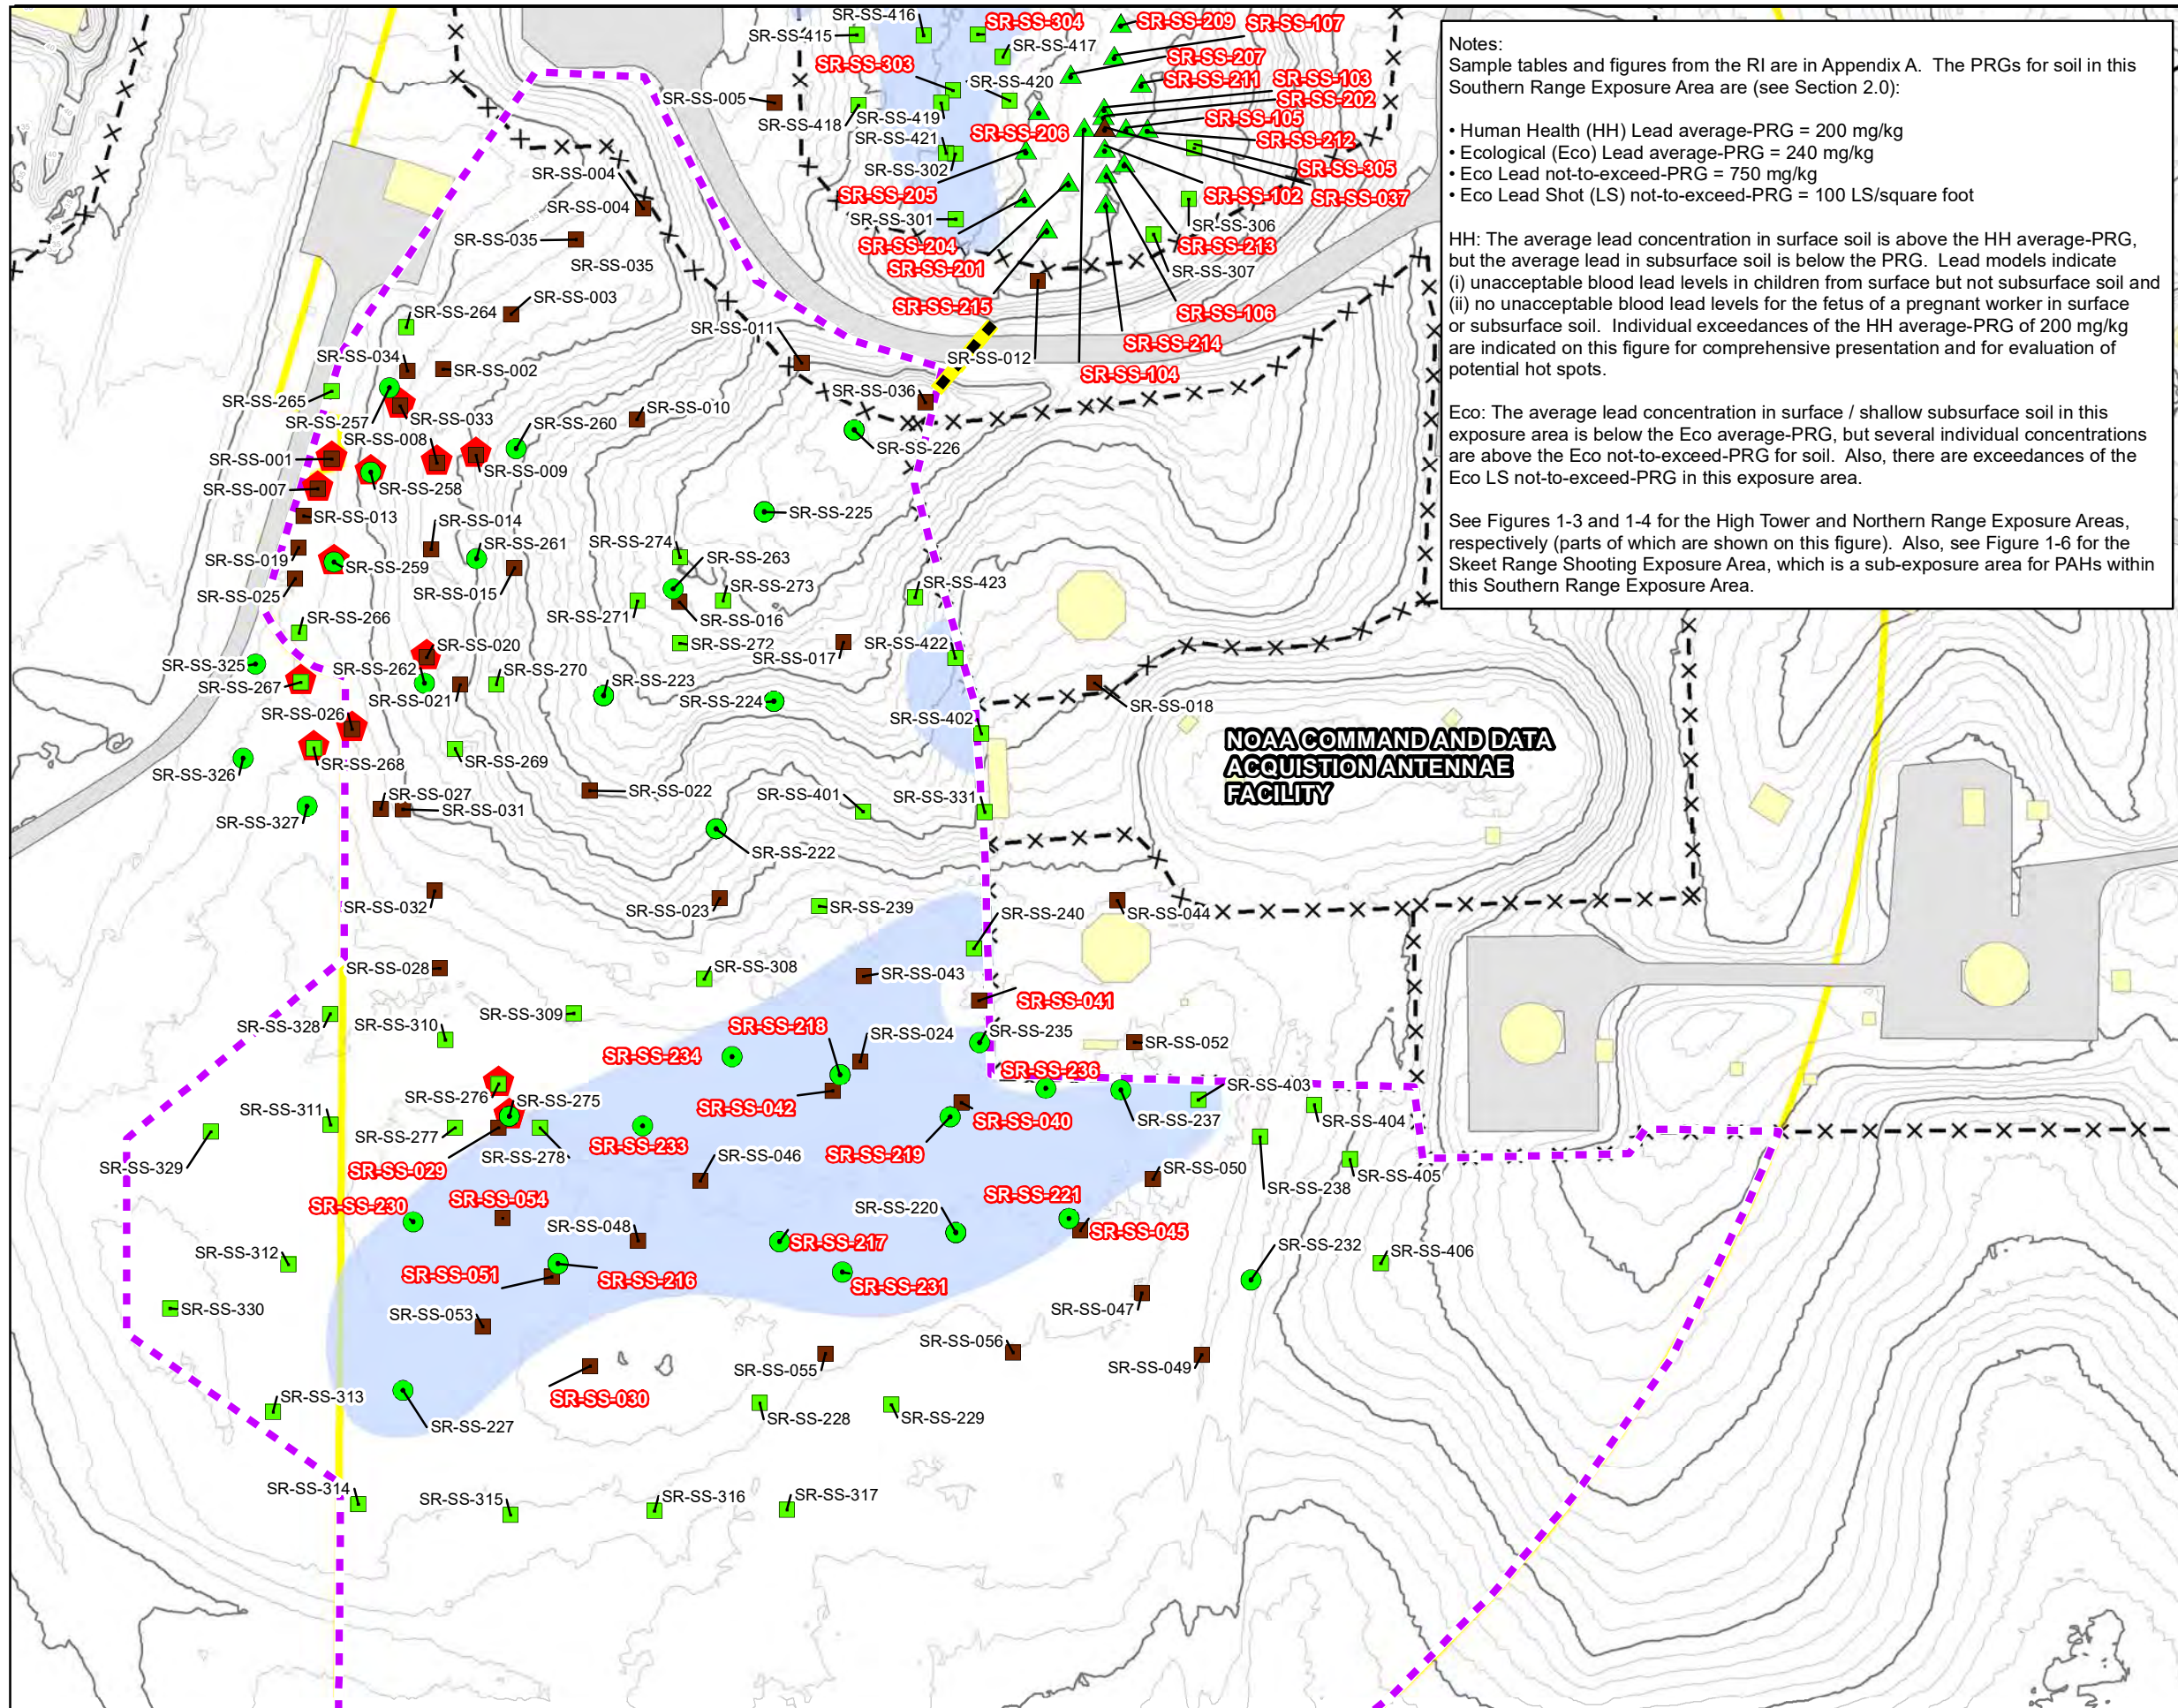 SR-SS-416
SR-SS-304
SR-SS-209
SR-SS-107
SR-SS-415
SR-SS-417
SR-SS-207
SR-SS-303
SR-SS-420
SR-SS-211
SR-SS-103
SR-SS-005
SR-SS-202
SR-SS-418
SR-SS-419
SR-SS-105
SR-SS-421
SR-SS-206
SR-SS-212
SR-SS-302
SR-SS-305
SR-SS-004
SR-SS-205
SR-SS-102
SR-SS-037
SR-SS-004
SR-SS-301
SR-SS-306
SR-SS-035
SR-SS-204
SR-SS-213
SR-SS-035
SR-SS-201
SR-SS-307
SR-SS-003
SR-SS-215
SR-SS-106
SR-SS-264
SR-SS-011
SR-SS-214
SR-SS-034
SR-SS-012
SR-SS-002
SR-SS-104
SR-SS-265
SR-SS-036
SR-SS-257
SR-SS-033
SR-SS-010
SR-SS-008
SR-SS-260
SR-SS-226
SR-SS-001
SR-SS-009
SR-SS-007
SR-SS-258
SR-SS-013
SR-SS-225
SR-SS-014
SR-SS-261
SR-SS-274
SR-SS-263
SR-SS-019
SR-SS-259
SR-SS-423
SR-SS-025
SR-SS-015
SR-SS-273
SR-SS-271
SR-SS-016
SR-SS-266
SR-SS-272
SR-SS-020
SR-SS-017
SR-SS-422
SR-SS-325
SR-SS-262
SR-SS-270
SR-SS-267
SR-SS-021
SR-SS-223
SR-SS-224
SR-SS-018
SR-SS-026
SR-SS-402
SR-SS-268
SR-SS-269
SR-SS-326
NOAA COMMAND AND DATA
ACQUISTION ANTENNAE
FACILITY
SR-SS-027
SR-SS-022
SR-SS-401
SR-SS-331
SR-SS-327
SR-SS-031
SR-SS-222
SR-SS-032
SR-SS-023
SR-SS-239
SR-SS-240
SR-SS-044
SR-SS-028
SR-SS-308
SR-SS-043
SR-SS-041
SR-SS-328
SR-SS-310
SR-SS-309
SR-SS-218
SR-SS-024
SR-SS-235
SR-SS-052
SR-SS-234
SR-SS-236
SR-SS-403
SR-SS-276
SR-SS-275
SR-SS-042
SR-SS-311
SR-SS-040
SR-SS-237
SR-SS-404
SR-SS-277
SR-SS-233
SR-SS-329
SR-SS-029
SR-SS-278
SR-SS-046
SR-SS-219
SR-SS-050
SR-SS-405
SR-SS-238
SR-SS-230
SR-SS-054
SR-SS-221
SR-SS-220
SR-SS-048
SR-SS-217
SR-SS-045
SR-SS-232
SR-SS-312
SR-SS-406
SR-SS-051
SR-SS-216
SR-SS-231
SR-SS-330
SR-SS-053
SR-SS-047
SR-SS-056
SR-SS-055
SR-SS-049
SR-SS-313
SR-SS-030
SR-SS-227
SR-SS-228
SR-SS-229
SR-SS-314
SR-SS-315
SR-SS-316
SR-SS-317
Notes:
Sample tables and figures from the RI are in Appendix A. The PRGs for soil in this
Southern Range Exposure Area are (see Section 2.0):
• Human Health (HH) Lead average-PRG = 200 mg/kg
• Ecological (Eco) Lead average-PRG = 240 mg/kg
• Eco Lead not-to-exceed-PRG = 750 mg/kg
• Eco Lead Shot (LS) not-to-exceed-PRG = 100 LS/square foot
HH: The average lead concentration in surface soil is above the HH average-PRG,
but the average lead in subsurface soil is below the PRG. Lead models indicate
(i) unacceptable blood lead levels in children from surface but not subsurface soil and
(ii) no unacceptable blood lead levels for the fetus of a pregnant worker in surface
or subsurface soil. Individual exceedances of the HH average-PRG of 200 mg/kg
are indicated on this figure for comprehensive presentation and for evaluation of
potential hot spots.
Eco: The average lead concentration in surface / shallow subsurface soil in this
exposure area is below the Eco average-PRG, but several individual concentrations
are above the Eco not-to-exceed-PRG for soil. Also, there are exceedances of the
Eco LS not-to-exceed-PRG in this exposure area.
See Figures 1-3 and 1-4 for the High Tower and Northern Range Exposure Areas,
respectively (parts of which are shown on this figure). Also, see Figure 1-6 for the
Skeet Range Shooting Exposure Area, which is a sub-exposure area for PAHs within
this Southern Range Exposure Area.